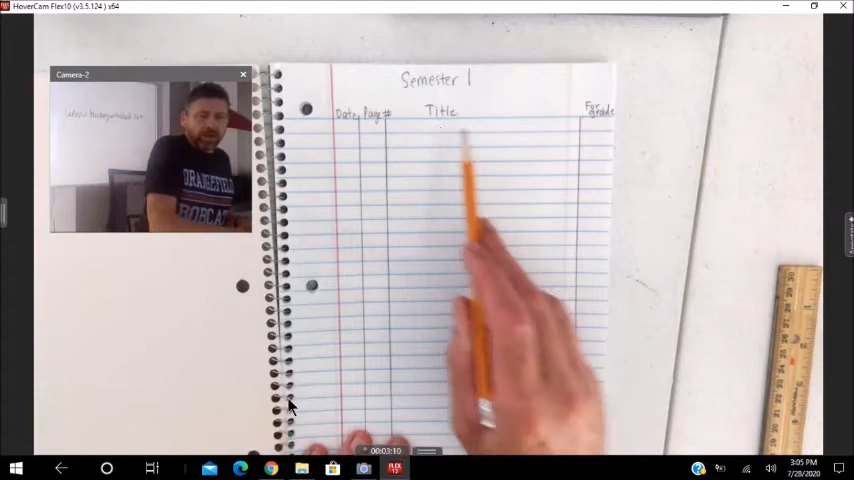 HoverCam Flex10 (v3.5.124 ) x64
Camera-2
ORANGEFIELD
BOBCAT
Semester 1
Date Page # Title For grade
00:03:10
3:05 PM
7/28/2020